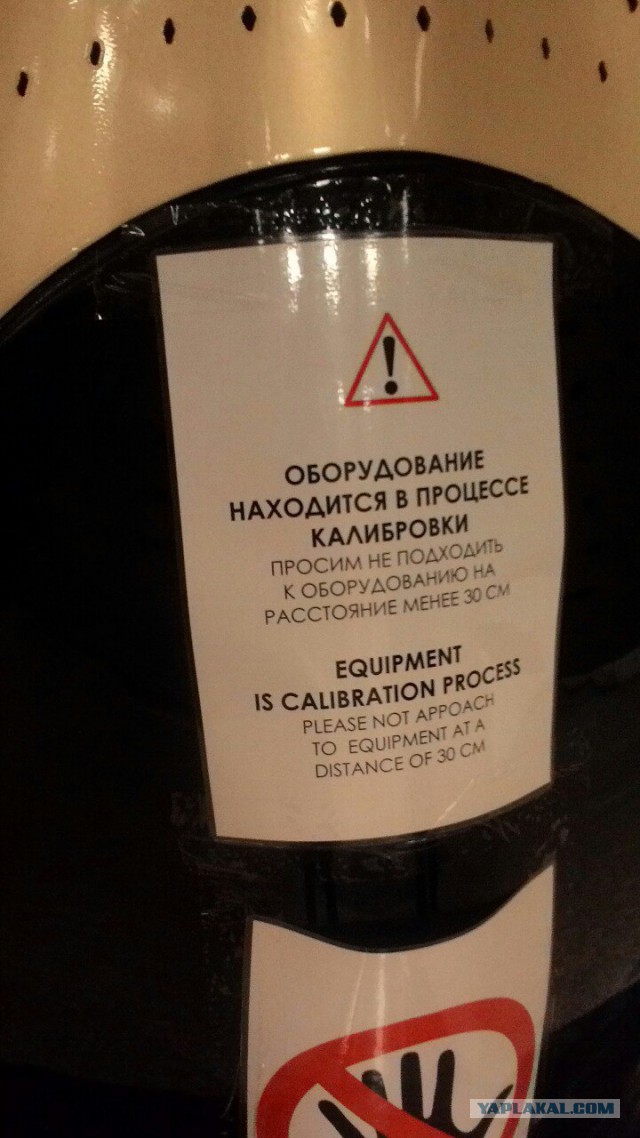 ОБОРУДОВАНИЕ
НАХОДИТСЯ В ПРОЦЕССЕ
КАЛИБРОВКИ
ПРОСИМ НЕ ПОДХОДИТЬ
К ОБОРУДОВАНИЮ НА
РАССТОЯНИЕ МЕНЕЕ 30 СМ
EQUIPMENT
IS CALIBRATION PROCESS
PLEASE NOT APPOACH
TO EQUIPMENT AT A
DISTANCE OF 30 CM
YAPLAKAL.COM